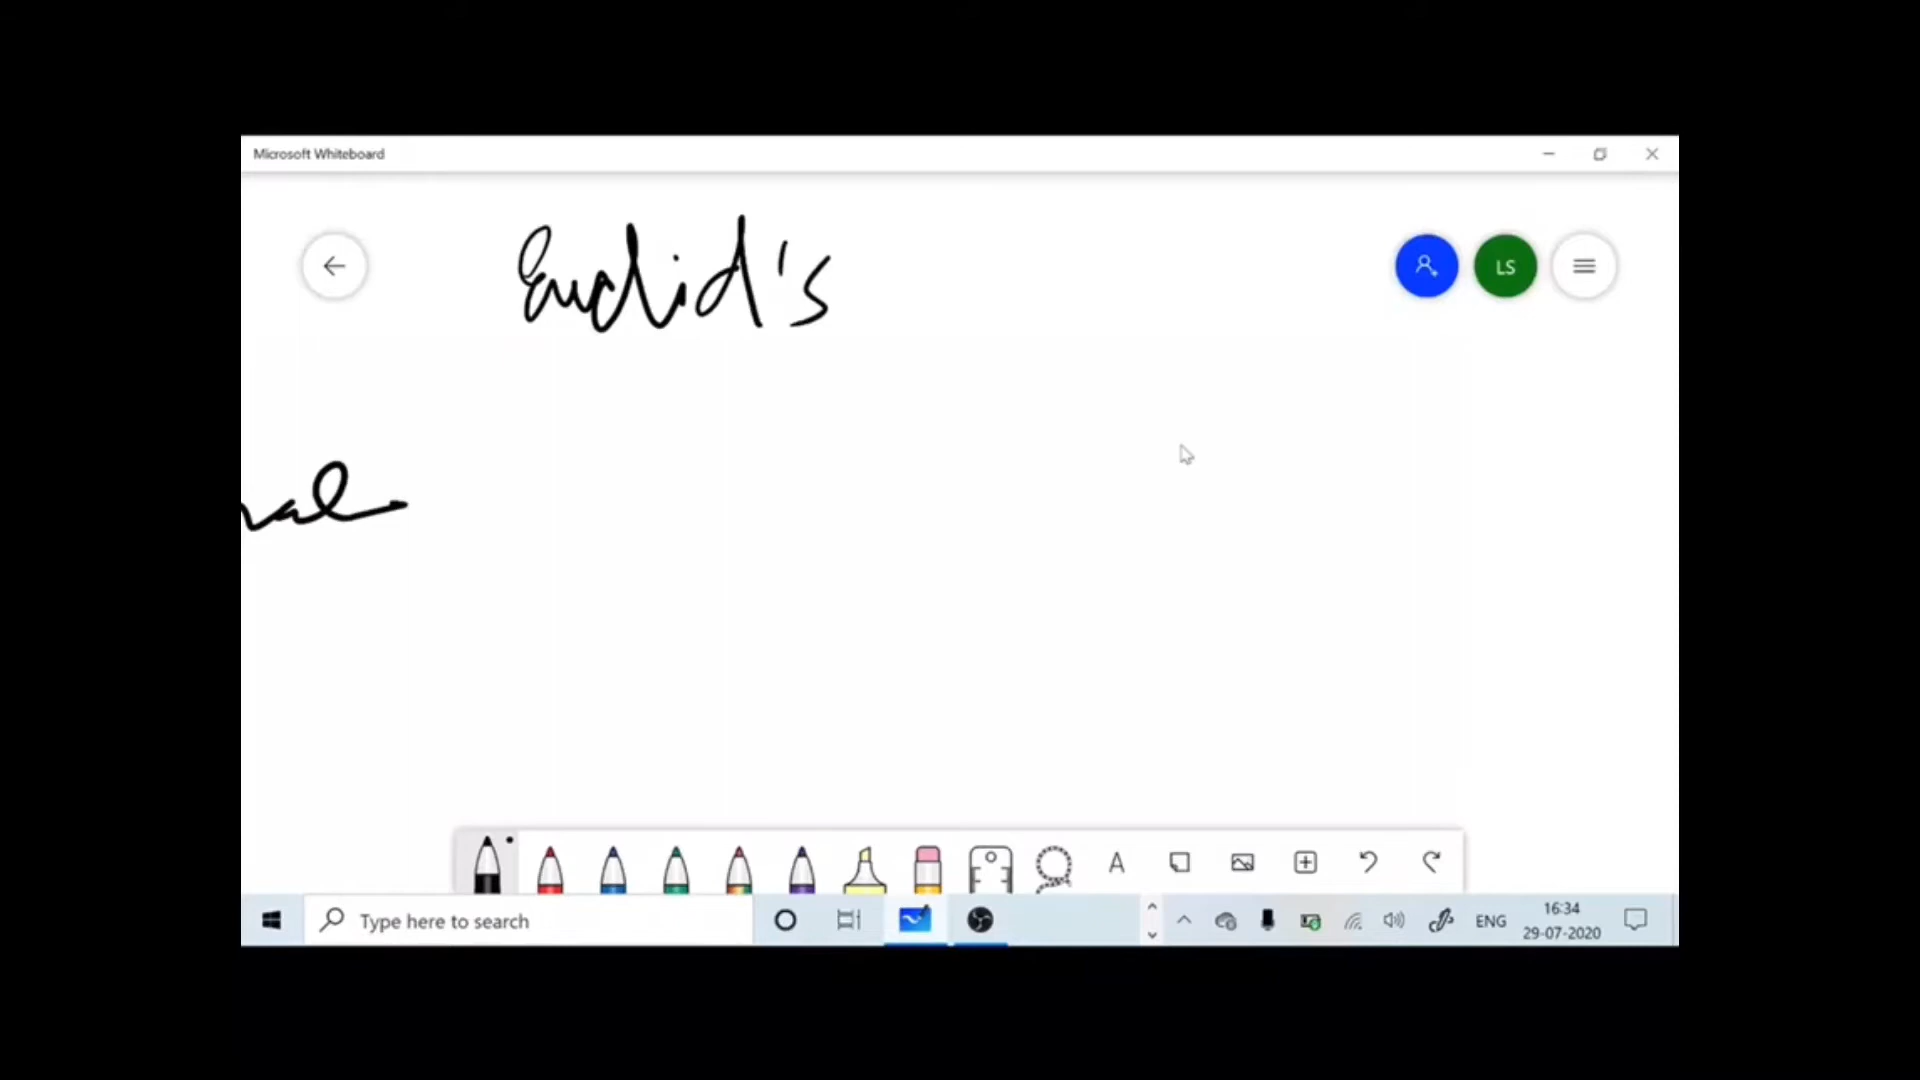 Microsoft Whiteboard
Euclid's
LS
A
Type here to search
ENG
16:34
29-07-2020